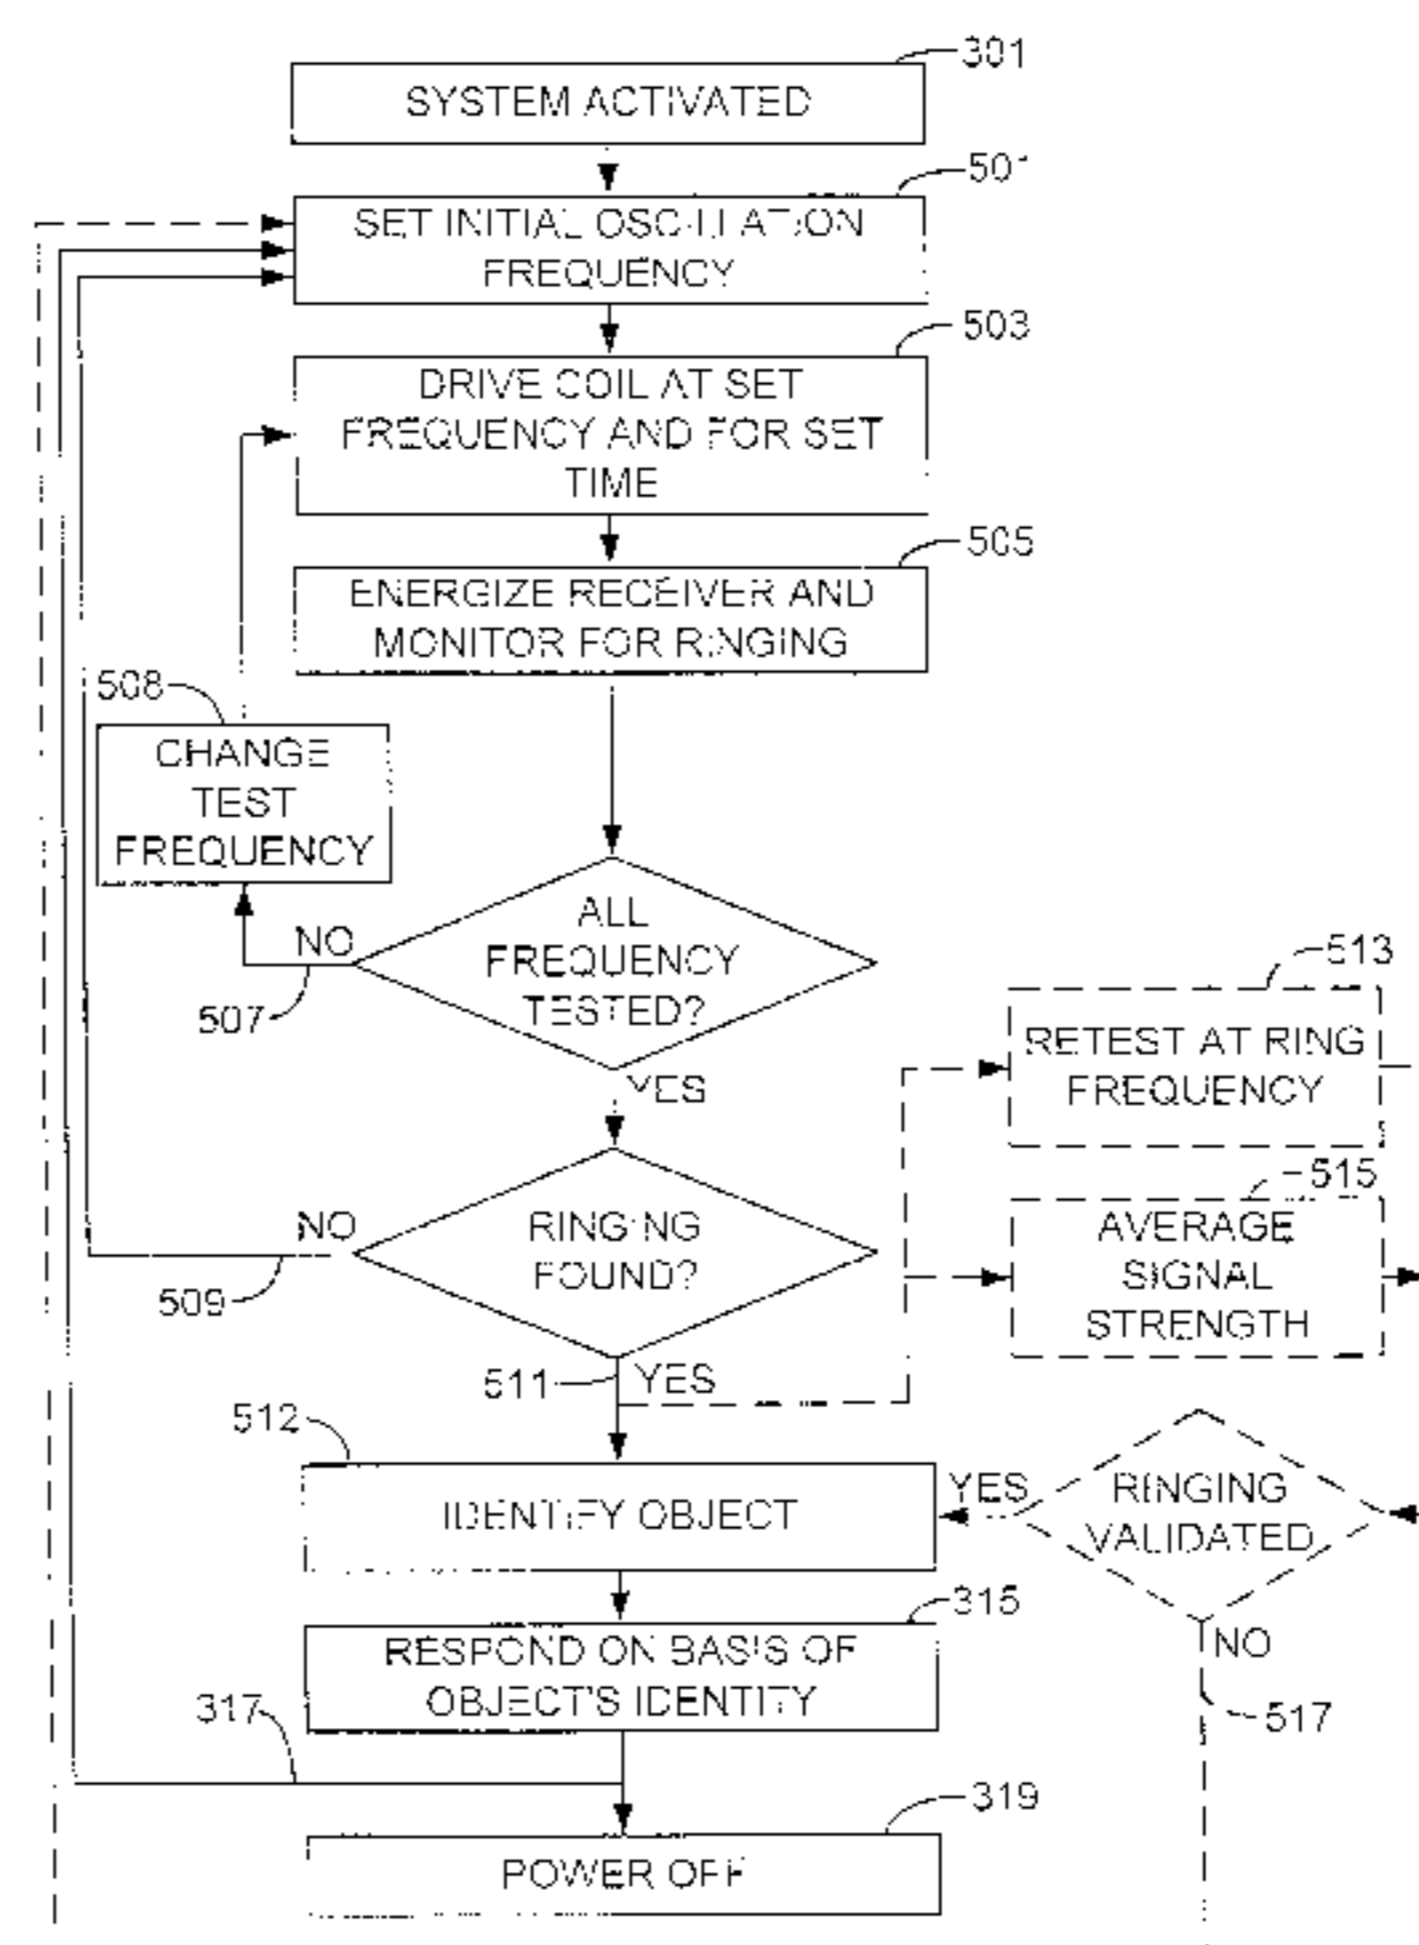 301
SYSTEM ACTIVATED
501
SET INITIAL OSCILLATION
FREQUENCY
503
DRIVE COIL AT SET
FREQUENCY AND FOR SET
TIME
505
ENERGIZE RECEIVER AND
MONITOR FOR RINGING
508
CHANGE
TEST
FREQUENCY
NO
507
ALL
FREQUENCY
TESTED?
YES
513
RETEST AT RING
FREQUENCY
515
AVERAGE
SIGNAL
STRENGTH
NO
509
RINGING
FOUND?
511
YES
512
IDENTIFY OBJECT
YES
RINGING
VALIDATED
NO
517
315
RESPOND ON BASIS OF
OBJECT'S IDENTITY
317
319
POWER OFF